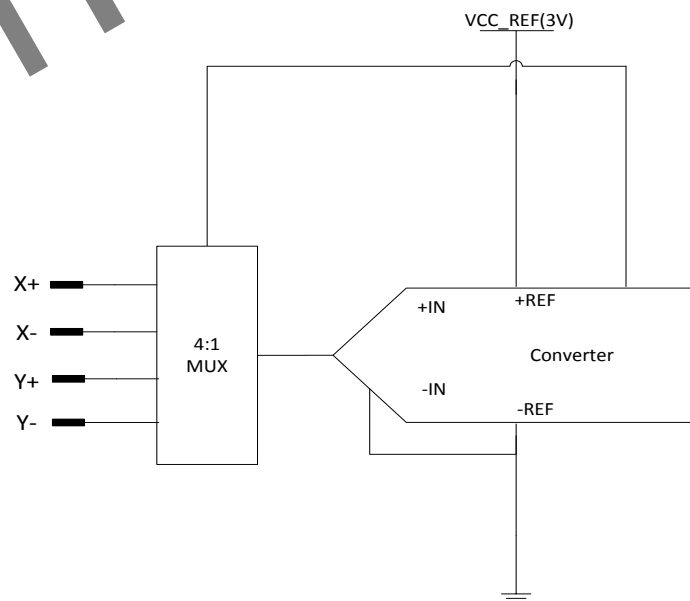 VCC_REF(3V)
X+
X-
Y+
Y-
4:1
MUX
+IN
+REF
Converter
-IN
-REF